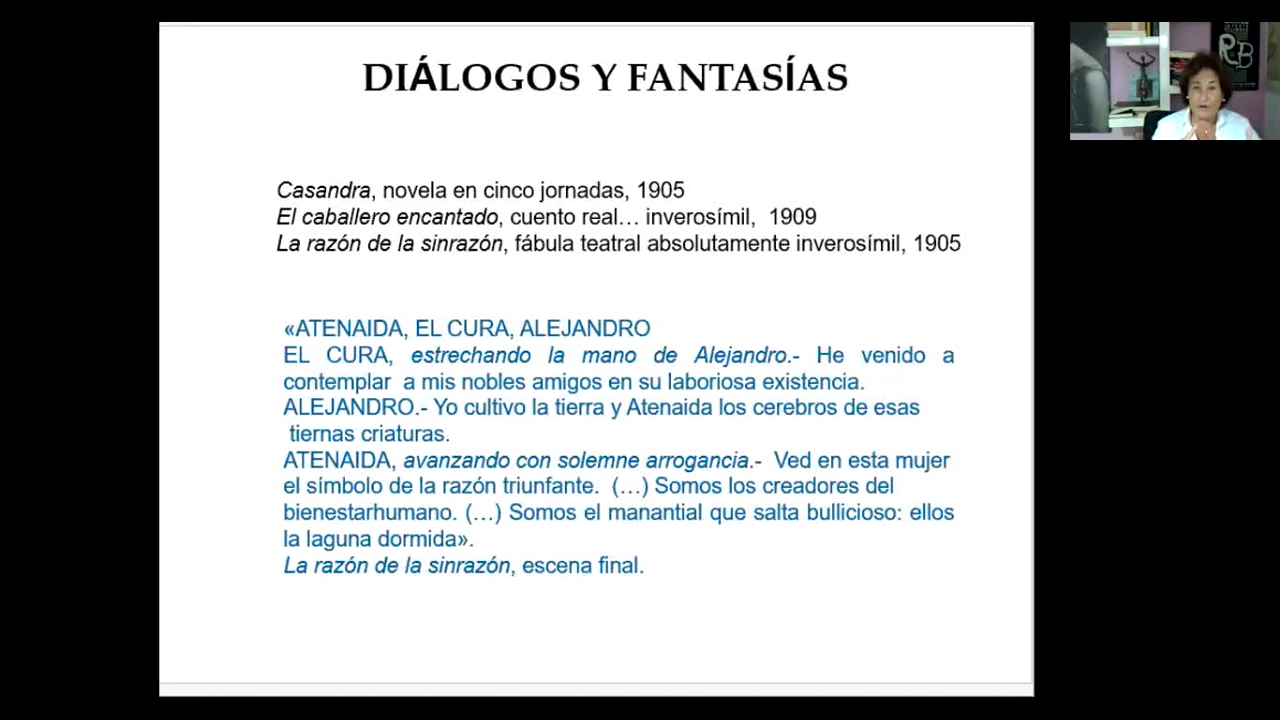 DIÁLOGOS Y FANTASÍAS
Casandra, novela en cinco jornadas, 1905
El caballero encantado, cuento real… inverosímil, 1909
La razón de la sinrazón, fábula teatral absolutamente inverosímil, 1905
«ATENAIDA, EL CURA, ALEJANDRO
EL CURA, estrechando la mano de Alejandro.- He venido a
contemplar a mis nobles amigos en su laboriosa existencia.
ALEJANDRO.- Yo cultivo la tierra y Atenaida los cerebros de esas
tiernas criaturas.
ATENAIDA, avanzando con solemne arrogancia.- Ved en esta mujer
el símbolo de la razón triunfante. (…) Somos los creadores del
bienestarhumano. (…) Somos el manantial que salta bullicioso: ellos
la laguna dormida».
La razón de la sinrazón, escena final.